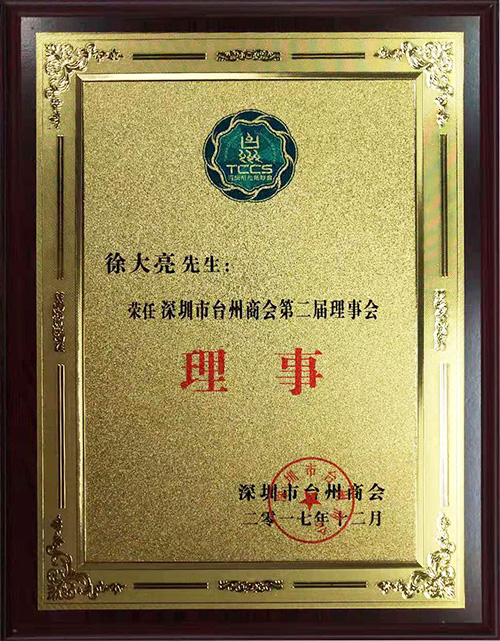 TCCS
徐大亮先生:
荣任 深圳市台州商会第二届理事会
理 事
深圳市台州商会
二零一七年十二月